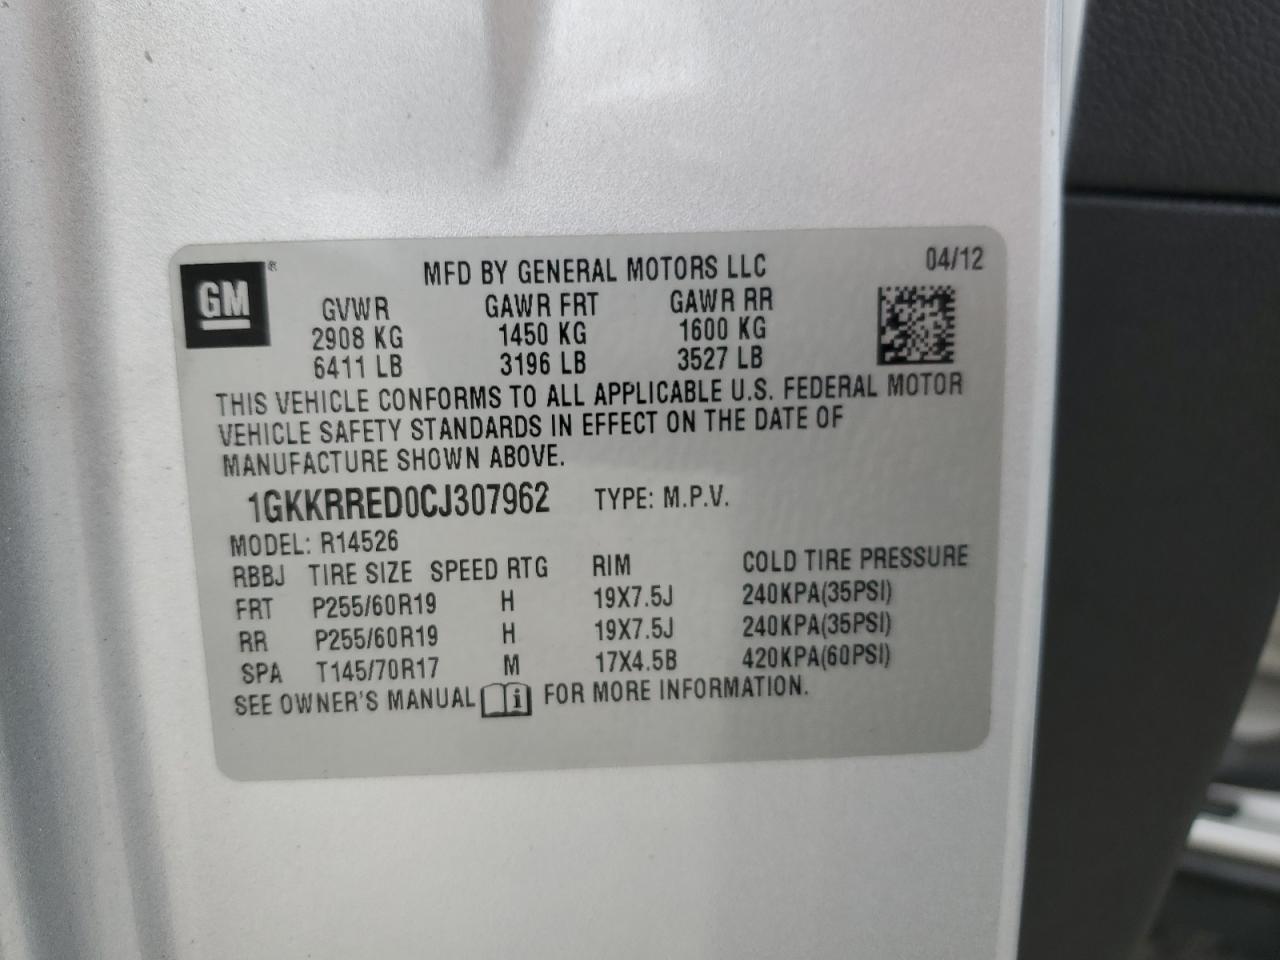 GM ®
MFD BY GENERAL MOTORS LLC 04/12
GVWR GAWR FRT GAWR RR
2908 KG 1450 KG 1600 KG
6411 LB 3196 LB 3527 LB
THIS VEHICLE CONFORMS TO ALL APPLICABLE U.S. FEDERAL MOTOR
VEHICLE SAFETY STANDARDS IN EFFECT ON THE DATE OF
MANUFACTURE SHOWN ABOVE.
1GKKRRED0CJ307962 TYPE: M.P.V.
MODEL: R14526
RBBJ TIRE SIZE SPEED RTG RIM COLD TIRE PRESSURE
FRT P255/60R19 H 19X7.5J 240KPA(35PSI)
RR P255/60R19 H 19X7.5J 240KPA(35PSI)
SPA T145/70R17 M 17X4.5B 420KPA(60PSI)
SEE OWNER'S MANUAL i FOR MORE INFORMATION.